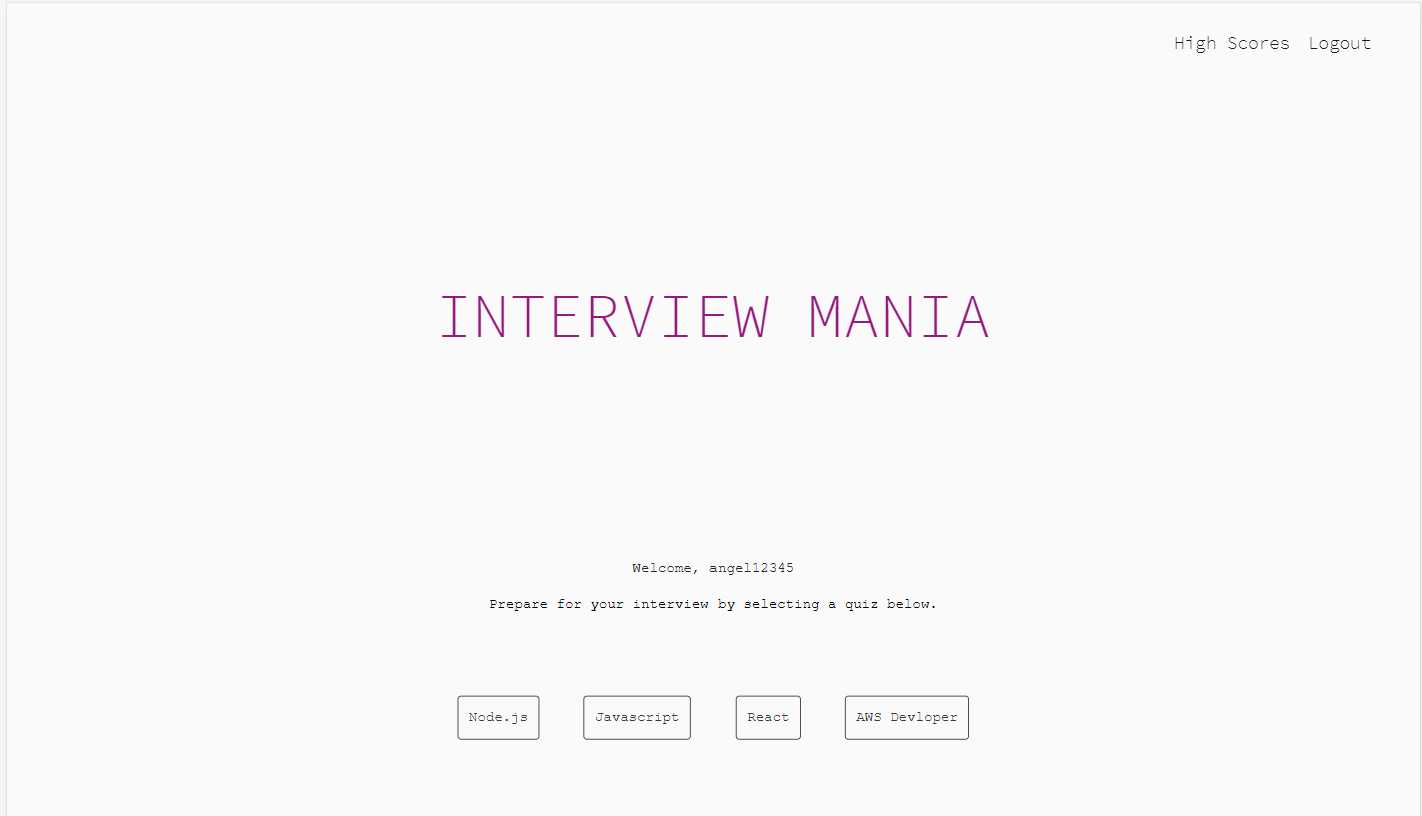 High Scores Logout
INTERVIEW MANIA
Welcome, angel12345
Prepare for your interview by selecting a quiz below.
Node.js Javascript React AWS Devloper